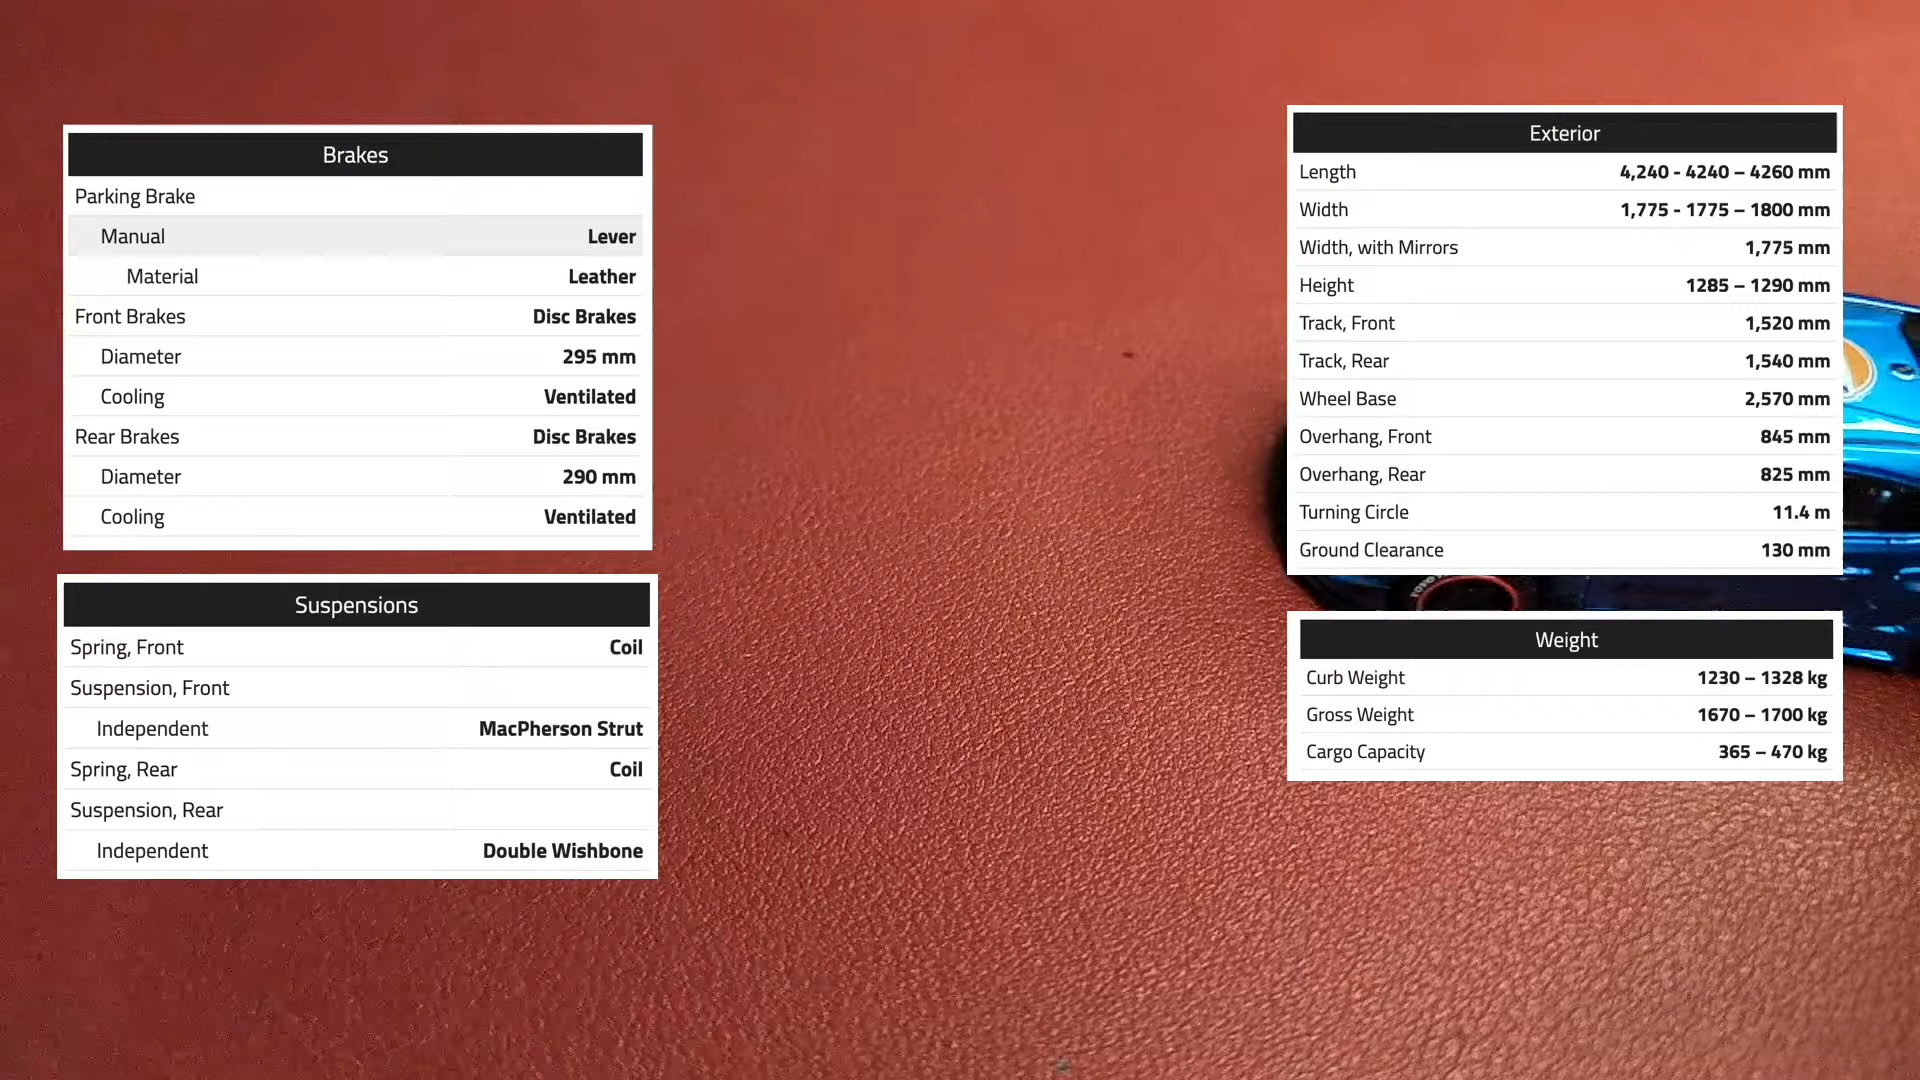 Brakes
Parking Brake
Manual Lever
Material Leather
Front Brakes Disc Brakes
Diameter 295 mm
Cooling Ventilated
Rear Brakes Disc Brakes
Diameter 290 mm
Cooling Ventilated
Suspensions
Spring, Front Coil
Suspension, Front
Independent MacPherson Strut
Spring, Rear Coil
Suspension, Rear
Independent Double Wishbone
Exterior
Length 4,240 - 4240 – 4260 mm
Width 1,775 - 1775 – 1800 mm
Width, with Mirrors 1,775 mm
Height 1285 – 1290 mm
Track, Front 1,520 mm
Track, Rear 1,540 mm
Wheel Base 2,570 mm
Overhang, Front 845 mm
Overhang, Rear 825 mm
Turning Circle 11.4 m
Ground Clearance 130 mm
Weight
Curb Weight 1230 – 1328 kg
Gross Weight 1670 – 1700 kg
Cargo Capacity 365 – 470 kg